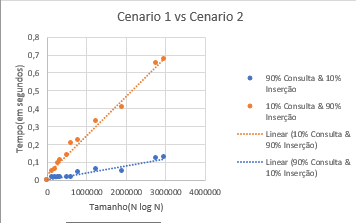 Cenario 1 vs Cenario 2
Tempo(em segundos)
0,8
0,7
0,6
0,5
0,4
0,3
0,2
0,1
0
0
1000000
2000000
3000000
4000000
Tamanho(N log N)
90% Consulta & 10%
Inserção
10% Consulta & 90%
Inserção
Linear (10% Consulta &
90% Inserção)
Linear (90% Consulta &
10% Inserção)